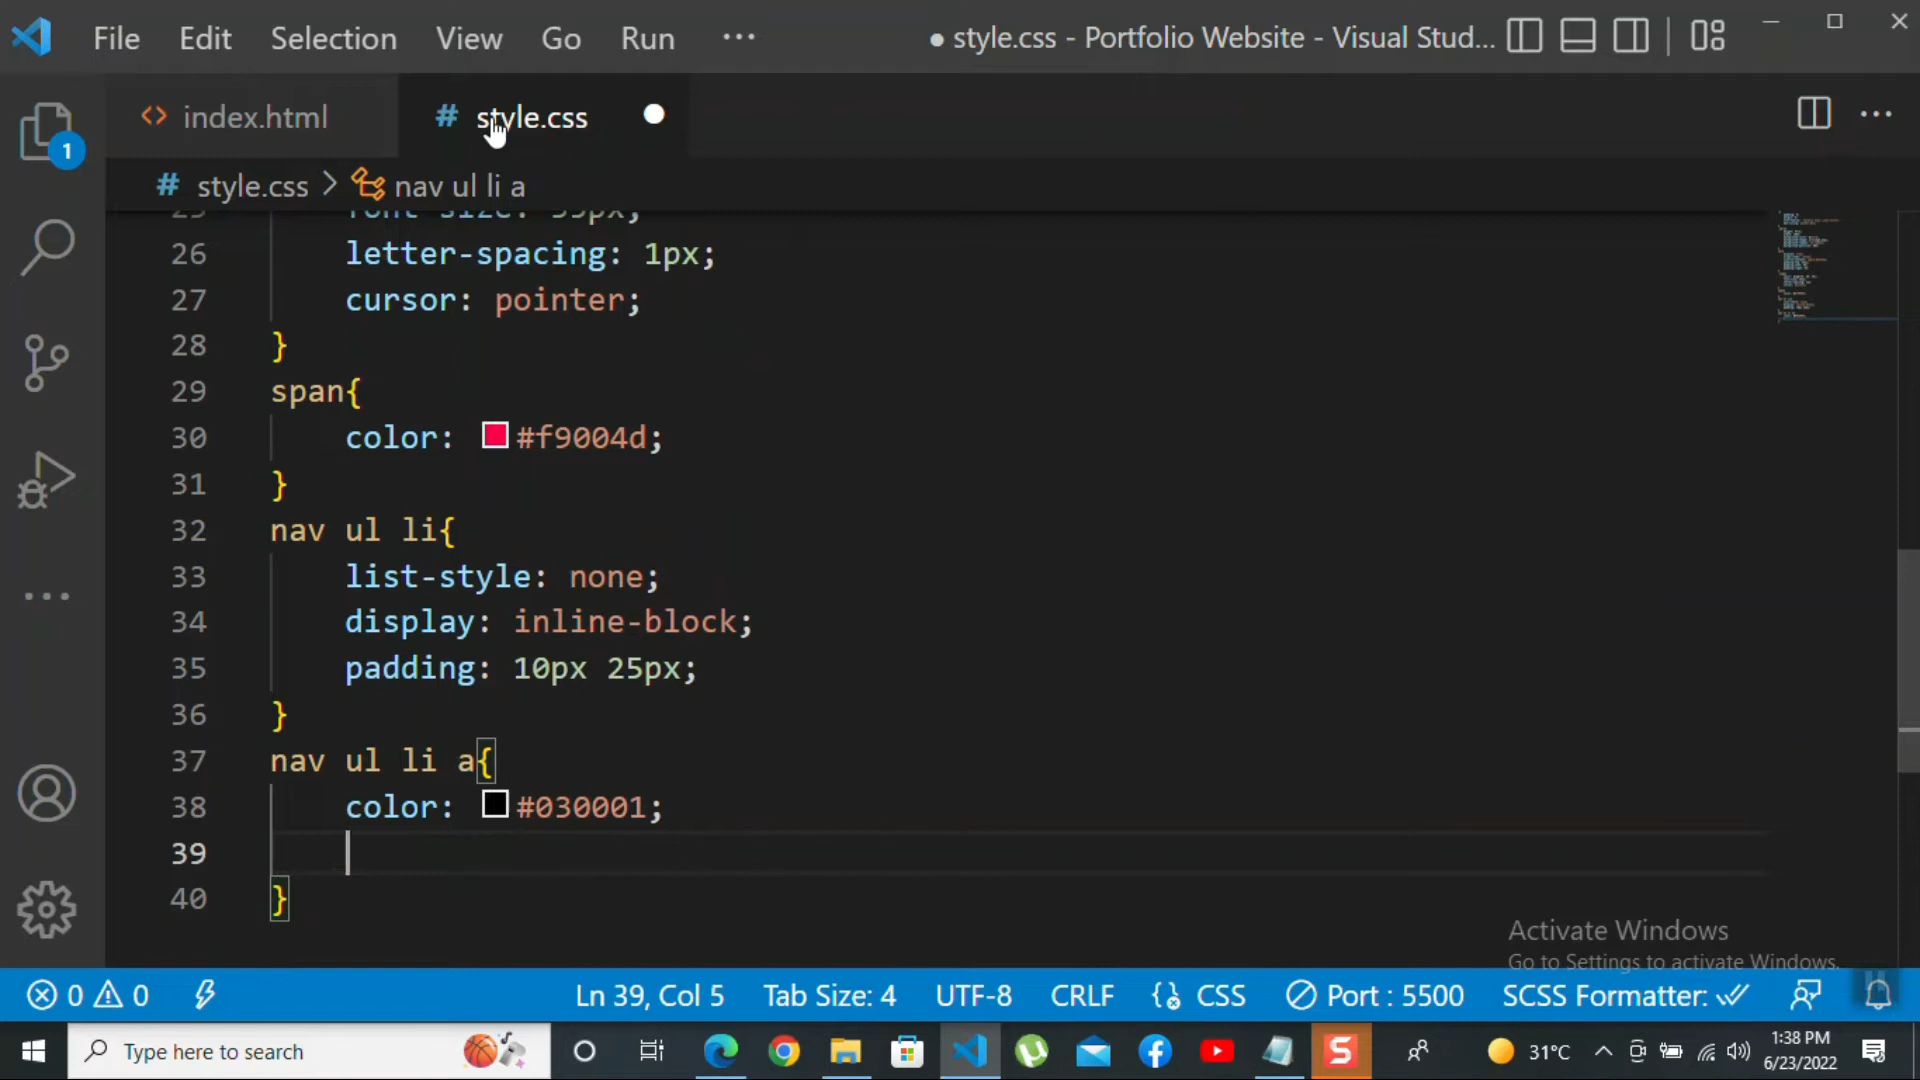 File Edit Selection View Go Run ... ● style.css - Portfolio Website - Visual Stud...
<> index.html # style.css
# style.css > nav ul li a
26 letter-spacing: 1px;
27 cursor: pointer;
28 }
29 span{
30 color: #f9004d;
31 }
32 nav ul li{
33 list-style: none;
34 display: inline-block;
35 padding: 10px 25px;
36 }
37 nav ul li a{
38 color: #030001;
39
40 }
1
Activate Windows
Go to Settings to activate Windows.
0 0 Ln 39, Col 5 Tab Size: 4 UTF-8 CRLF CSS Port : 5500 SCSS Formatter:
Type here to search 31°C 1:38 PM
6/23/2022